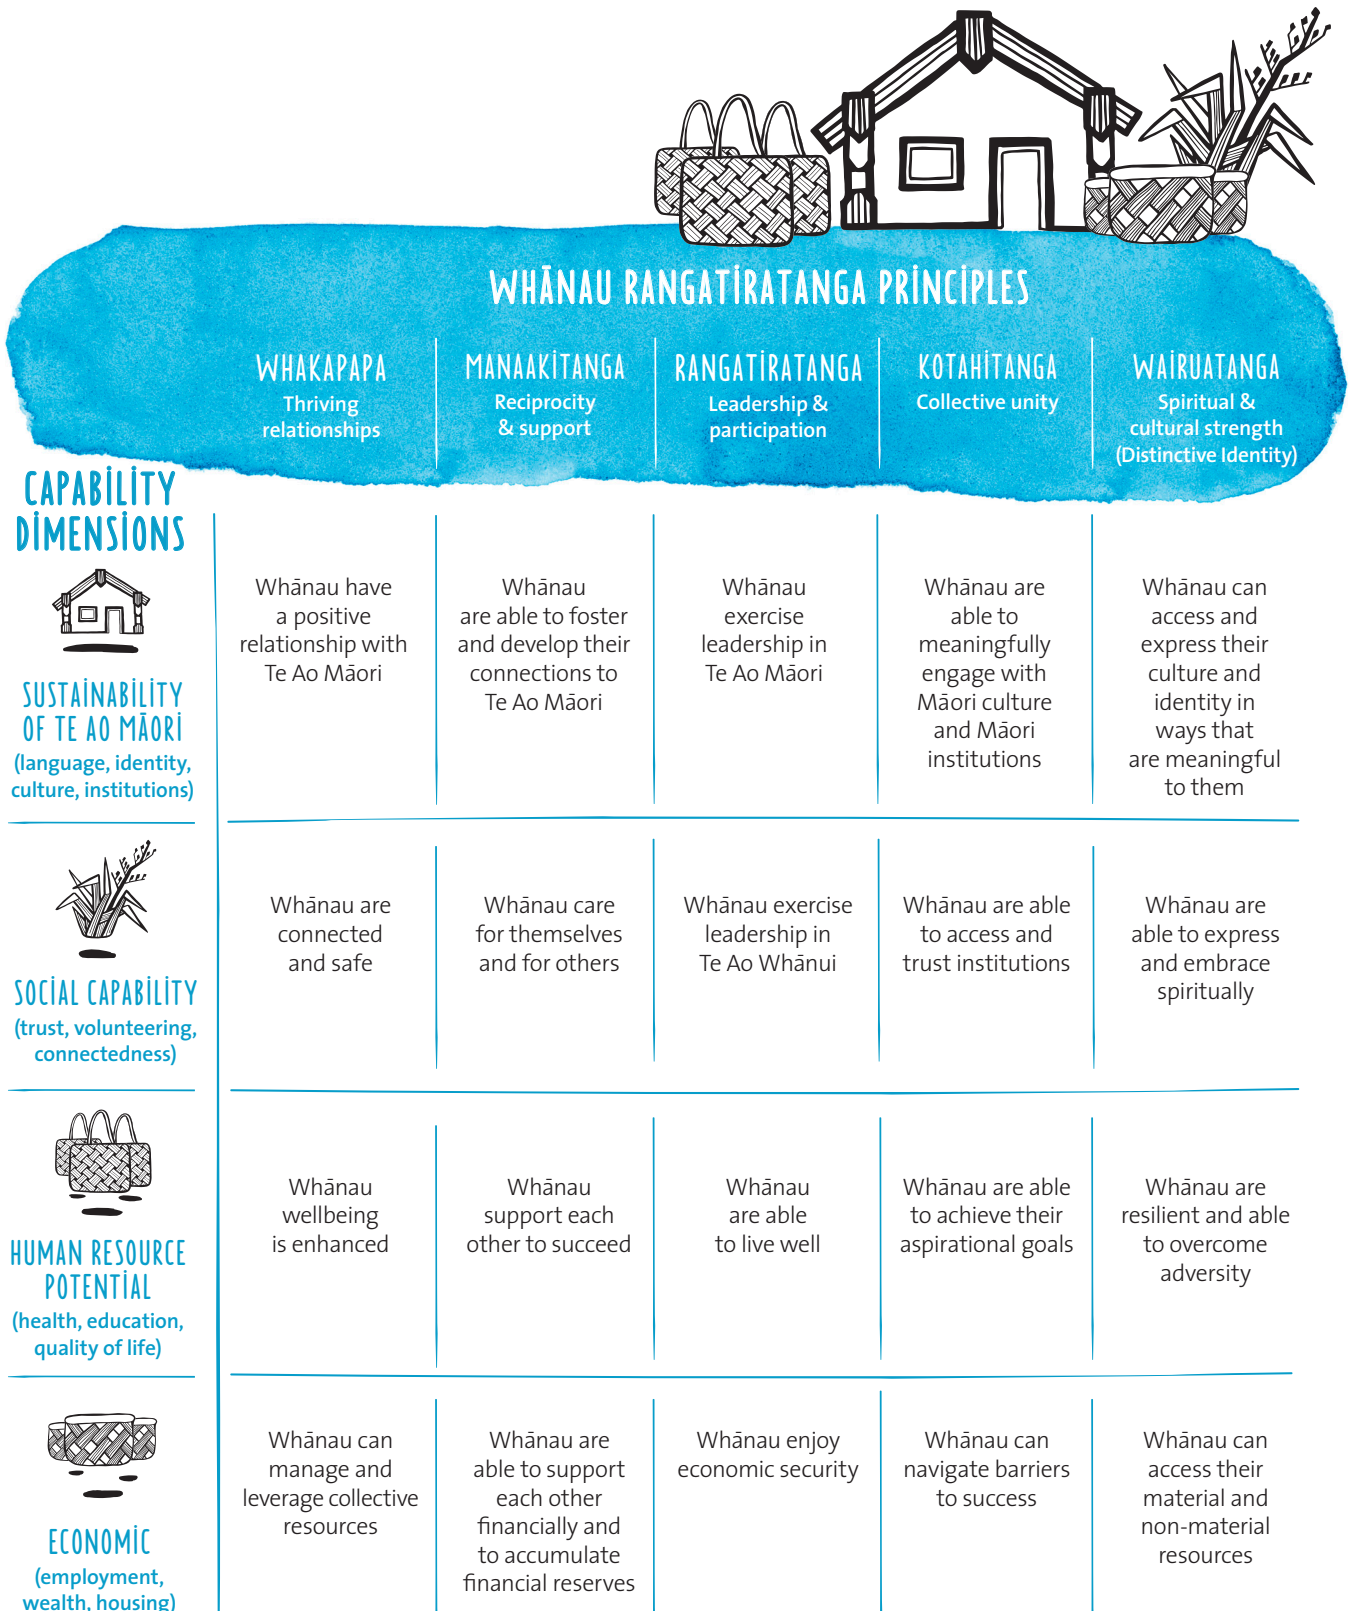 WHĀNAU RANGATIRATANGA PRINCIPLES
WHAKAPAPA
Thriving
relationships
MANAAKITANGA
Reciprocity
& support
RANGATIRATANGA
Leadership &
participation
KOTAHITANGA
Collective unity
WAIRUATANGA
Spiritual &
cultural strength
(Distinctive Identity)
CAPABILITY
DIMENSIONS
SUSTAINABILITY
OF TE AO MĀORI
(language, identity,
culture, institutions)
Whānau have
a positive
relationship with
Te Ao Māori
Whānau
are able to foster
and develop their
connections to
Te Ao Māori
Whānau
exercise
leadership in
Te Ao Māori
Whānau are
able to
meaningfully
engage with
Māori culture
and Māori
institutions
Whānau can
access and
express their
culture and
identity in
ways that
are meaningful
to them
SOCIAL CAPABILITY
(trust, volunteering,
connectedness)
Whānau are
connected
and safe
Whānau care
for themselves
and for others
Whānau exercise
leadership in
Te Ao Whānui
Whānau are able
to access and
trust institutions
Whānau are
able to express
and embrace
spiritually
HUMAN RESOURCE
POTENTIAL
(health, education,
quality of life)
Whānau
wellbeing
is enhanced
Whānau
support each
other to succeed
Whānau
are able
to live well
Whānau are able
to achieve their
aspirational goals
Whānau are
resilient and able
to overcome
adversity
ECONOMIC
(employment,
wealth, housing)
Whānau can
manage and
leverage collective
resources
Whānau are
able to support
each other
financially and
to accumulate
financial reserves
Whānau enjoy
economic security
Whānau can
navigate barriers
to success
Whānau can
access their
material and
non-material
resources